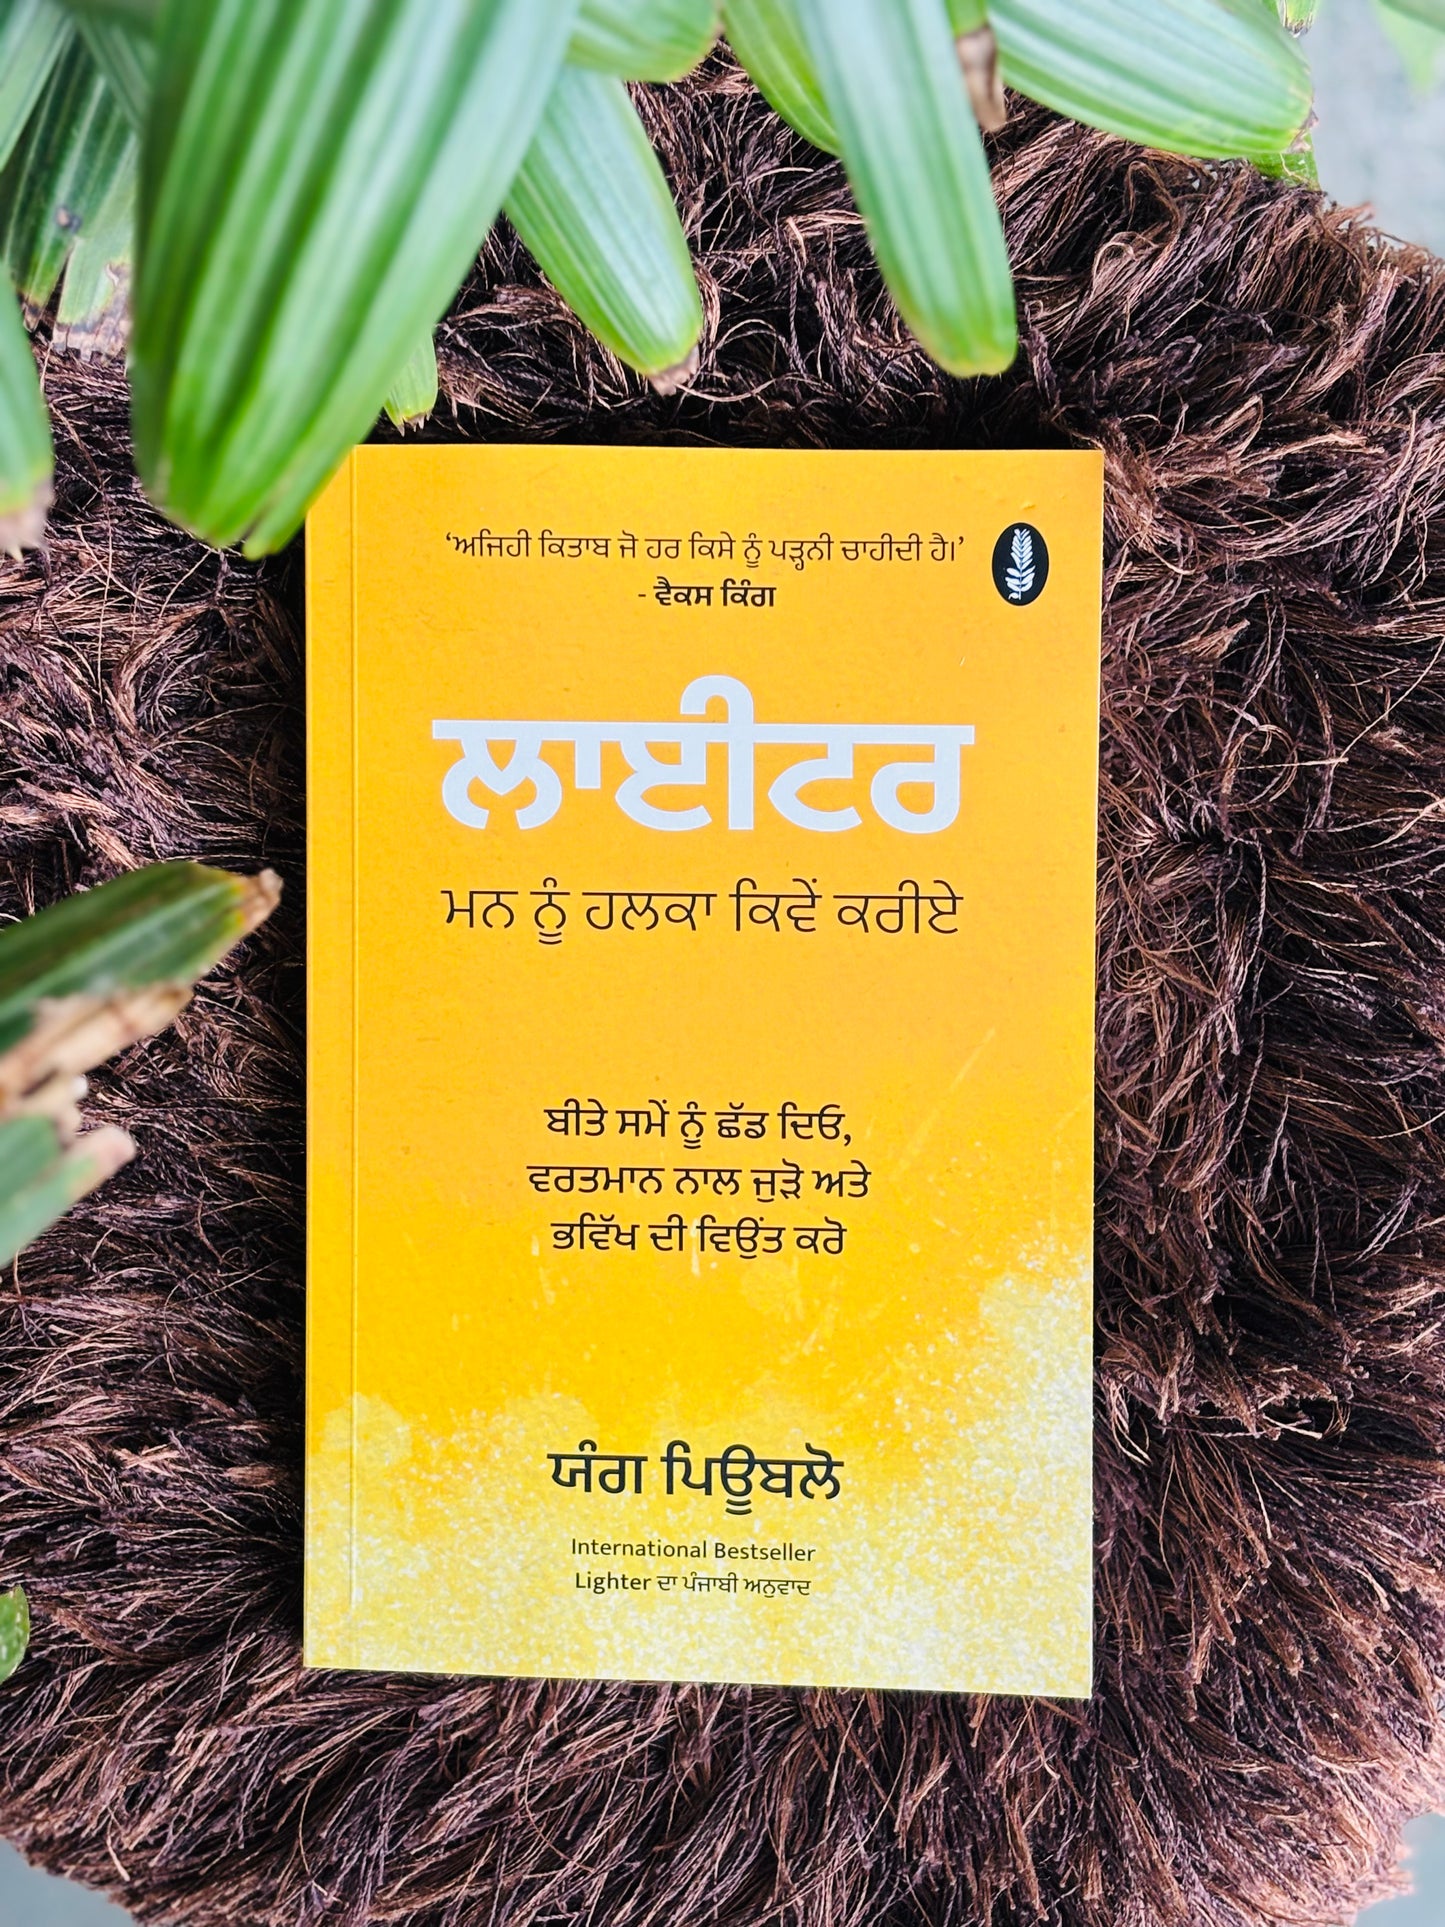 ‘ਅਜਿਹੀ ਕਿਤਾਬ ਜੋ ਹਰ ਕਿਸੇ ਨੂੰ ਪੜ੍ਹਨੀ ਚਾਹੀਦੀ ਹੈ।’
- ਵੈਕਸ ਕਿੰਗ
ਲਾਈਟਰ
ਮਨ ਨੂੰ ਹਲਕਾ ਕਿਵੇਂ ਕਰੀਏ
ਬੀਤੇ ਸਮੇਂ ਨੂੰ ਛੱਡ ਦਿਓ,
ਵਰਤਮਾਨ ਨਾਲ ਜੁੜੋ ਅਤੇ
ਭਵਿੱਖ ਦੀ ਵਿਉਂਤ ਕਰੋ
ਯੰਗ ਪਿਊਬਲੋ
International Bestseller
Lighter ਦਾ ਪੰਜਾਬੀ ਅਨੁਵਾਦ